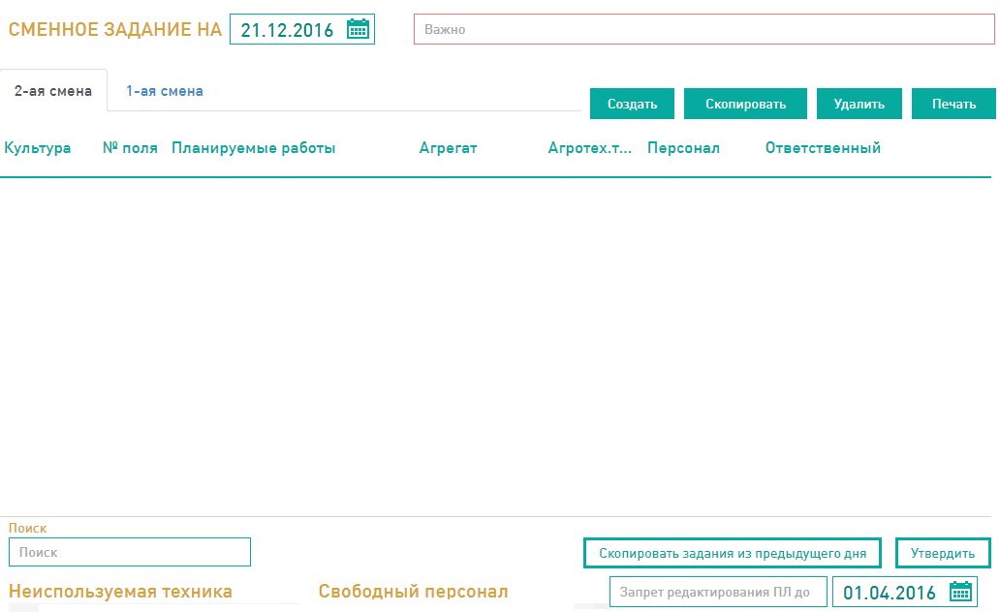 СМЕННОЕ ЗАДАНИЕ НА 21.12.2016 Важно
2-ая смена 1-ая смена
Создать Скопировать Удалить Печать
Культура № поля Планируемые работы Агрегат Агротех.т... Персонал Ответственный
Поиск
Поиск
Скопировать задания из предыдущего дня Утвердить
Неиспользуемая техника Свободный персонал Запрет редактирования ПЛ до 01.04.2016